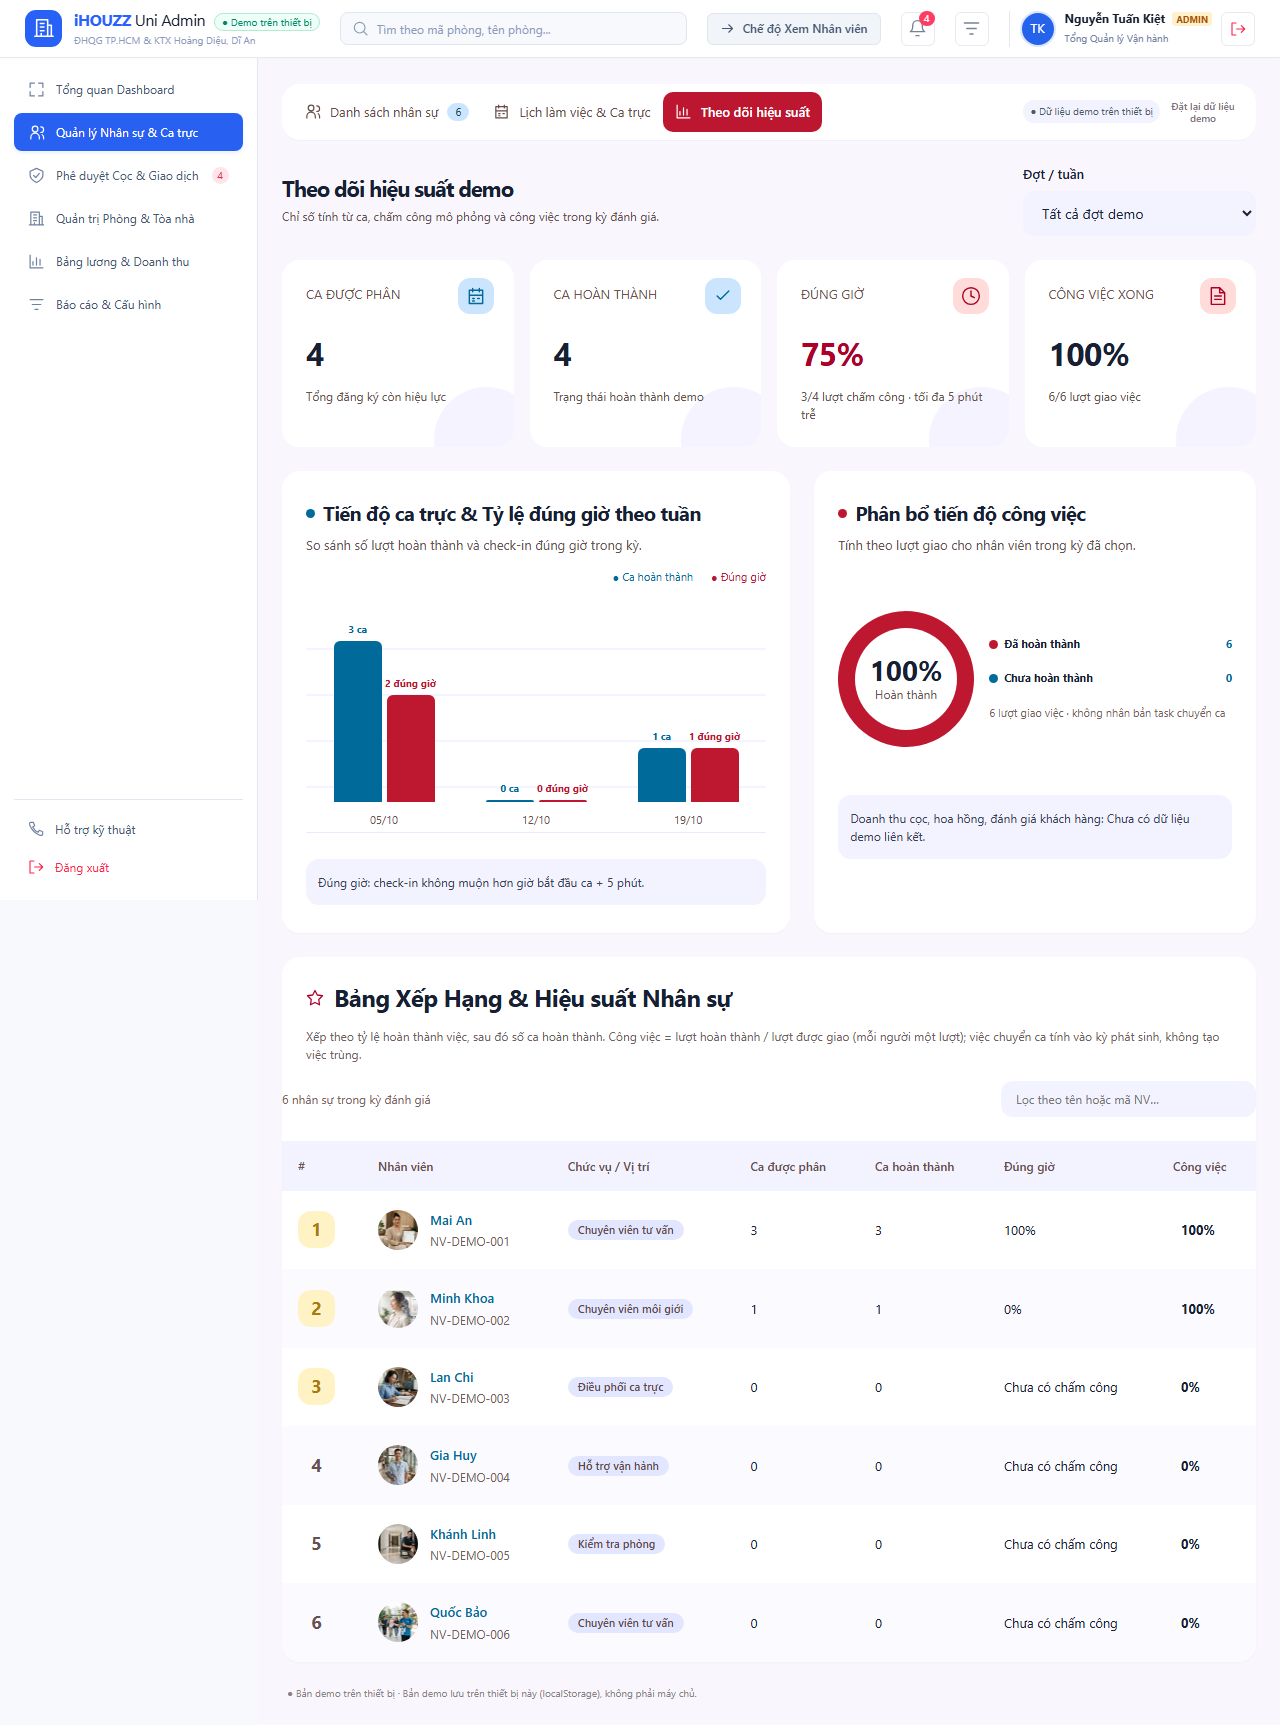 iHOUZZ Uni Admin
● Demo trên thiết bị
ĐHQG TP.HCM & KTX Hoàng Diệu, Dĩ An
Tìm theo mã phòng, tên phòng...
Chế độ Xem Nhân viên
4
TK
Nguyễn Tuấn Kiệt
ADMIN
Tổng Quản lý Vận hành
Tổng quan Dashboard
Quản lý Nhân sự & Ca trực
Phê duyệt Cọc & Giao dịch
4
Quản trị Phòng & Tòa nhà
Bảng lương & Doanh thu
Báo cáo & Cấu hình
Hỗ trợ kỹ thuật
Đăng xuất
Danh sách nhân sự
6
Lịch làm việc & Ca trực
Theo dõi hiệu suất
● Dữ liệu demo trên thiết bị
Đặt lại dữ liệu
demo
Theo dõi hiệu suất demo
Chỉ số tính từ ca, chấm công mô phỏng và công việc trong kỳ đánh giá.
Đợt / tuần
Tất cả đợt demo
CA ĐƯỢC PHÂN
4
Tổng đăng ký còn hiệu lực
CA HOÀN THÀNH
4
Trạng thái hoàn thành demo
ĐÚNG GIỜ
75%
3/4 lượt chấm công · tối đa 5 phút
trễ
CÔNG VIỆC XONG
100%
6/6 lượt giao việc
Tiến độ ca trực & Tỷ lệ đúng giờ theo tuần
So sánh số lượt hoàn thành và check-in đúng giờ trong kỳ.
● Ca hoàn thành
● Đúng giờ
3 ca
2 đúng giờ
0 ca
0 đúng giờ
1 ca
1 đúng giờ
05/10
12/10
19/10
Đúng giờ: check-in không muộn hơn giờ bắt đầu ca + 5 phút.
Phân bổ tiến độ công việc
Tính theo lượt giao cho nhân viên trong kỳ đã chọn.
100%
Hoàn thành
Đã hoàn thành
6
Chưa hoàn thành
0
6 lượt giao việc · không nhân bản task chuyển ca
Doanh thu cọc, hoa hồng, đánh giá khách hàng: Chưa có dữ liệu
demo liên kết.
Bảng Xếp Hạng & Hiệu suất Nhân sự
Xếp theo tỷ lệ hoàn thành việc, sau đó số ca hoàn thành. Công việc = lượt hoàn thành / lượt được giao (mỗi người một lượt); việc chuyển ca tính vào kỳ phát sinh, không tạo
việc trùng.
6 nhân sự trong kỳ đánh giá
Lọc theo tên hoặc mã NV...
# Nhân viên Chức vụ / Vị trí Ca được phân Ca hoàn thành Đúng giờ Công việc
1 Mai An NV-DEMO-001 Chuyên viên tư vấn 3 3 100% 100%
2 Minh Khoa NV-DEMO-002 Chuyên viên môi giới 1 1 0% 100%
3 Lan Chi NV-DEMO-003 Điều phối ca trực 0 0 Chưa có chấm công 0%
4 Gia Huy NV-DEMO-004 Hỗ trợ vận hành 0 0 Chưa có chấm công 0%
5 Khánh Linh NV-DEMO-005 Kiểm tra phòng 0 0 Chưa có chấm công 0%
6 Quốc Bảo NV-DEMO-006 Chuyên viên tư vấn 0 0 Chưa có chấm công 0%
● Bản demo trên thiết bị · Bản demo lưu trên thiết bị này (localStorage), không phải máy chủ.